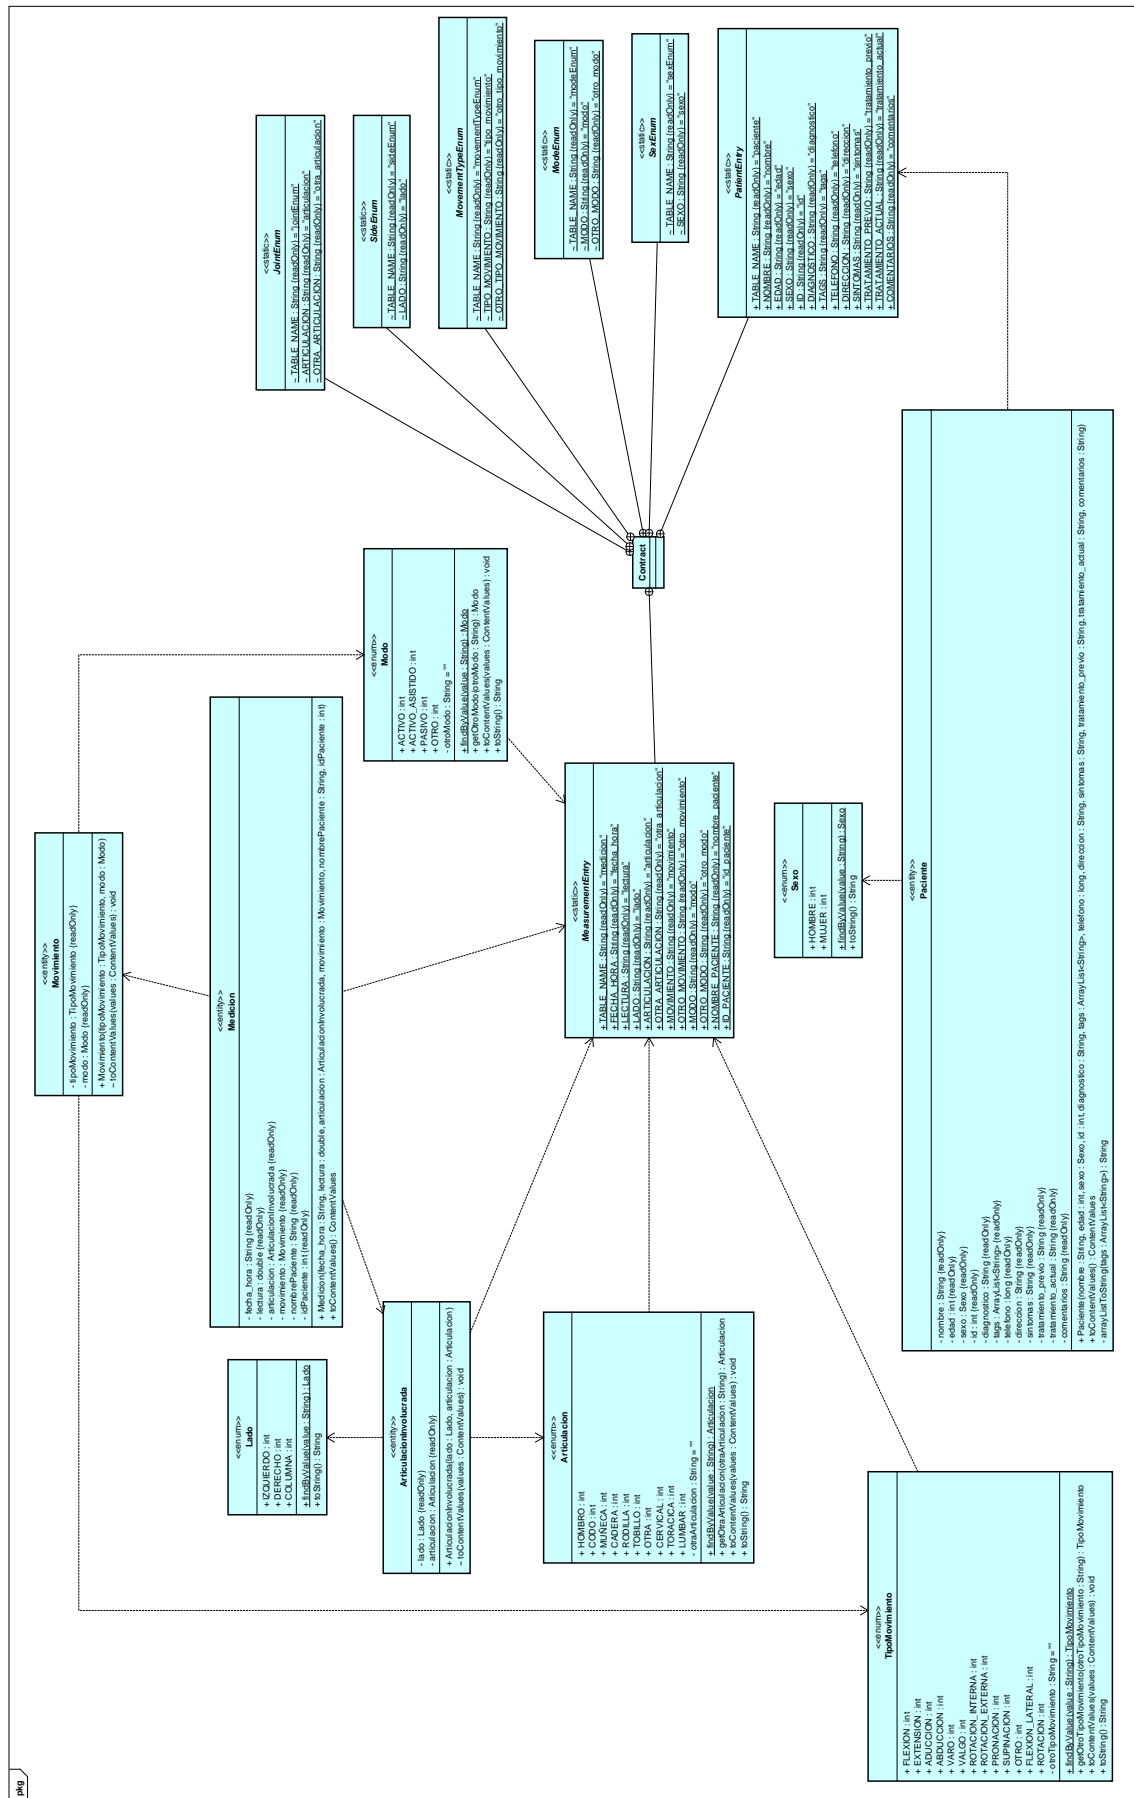 pkg
<<entity>>
Movimiento
- tipoMovimiento : TipoMovimiento {readOnly}
- modo : Modo {readOnly}
+ Movimiento(tipoMovimiento : TipoMovimiento, modo : Modo)
~ toContentValues(values : ContentValues) : void
<<entity>>
Medicion
- fecha_hora : String {readOnly}
- lectura : double {readOnly}
- articulacion : ArticulacionInvolucrada {readOnly}
- movimiento : Movimiento {readOnly}
- nombrePaciente : String {readOnly}
- idPaciente : int {readOnly}
+ Medicion(fecha_hora : String, lectura : double, articulacion : ArticulacionInvolucrada, movimiento : Movimiento, nombrePaciente : String, idPaciente : int)
+ toContentValues() : ContentValues
<<enum>>
Lado
+ IZQUIERDO : int
+ DERECHO : int
+ COLUMNA : int
+ findByValue(value : String) : Lado
+ toString() : String
<<entity>>
ArticulacionInvolucrada
- lado : Lado {readOnly}
- articulacion : Articulacion {readOnly}
+ ArticulacionInvolucrada(lado : Lado, articulacion : Articulacion)
~ toContentValues(values : ContentValues) : void
<<enum>>
Articulacion
+ HOMBRO : int
+ CODO : int
+ MUÑECA : int
+ CADERA : int
+ RODILLA : int
+ TOBILLO : int
+ OTRA : int
+ CERVICAL : int
+ TORACICA : int
+ LUMBAR : int
- otraArticulacion : String = ""
+ findByValue(value : String) : Articulacion
+ getOtraArticulacion(otraArticulacion : String) : Articulacion
+ toContentValues(values : ContentValues) : void
+ toString() : String
<<enum>>
TipoMovimiento
+ FLEXION : int
+ EXTENSION : int
+ ADUCCION : int
+ ABDUCCION : int
+ VARO : int
+ VALGO : int
+ ROTACION_INTERNA : int
+ ROTACION_EXTERNA : int
+ PRONACION : int
+ SUPINACION : int
+ OTRO : int
+ FLEXION_LATERAL : int
+ ROTACION : int
- otroTipoMovimiento : String = ""
+ findByValue(value : String) : TipoMovimiento
+ getOtroTipoMovimiento(otroTipoMovimiento : String) : TipoMovimiento
+ toContentValues(values : ContentValues) : void
+ toString() : String
<<enum>>
Modo
+ ACTIVO : int
+ ACTIVO_ASISTIDO : int
+ PASIVO : int
+ OTRO : int
- otroModo : String = ""
+ findByValue(value : String) : Modo
+ getOtroModo(otroModo : String) : Modo
+ toContentValues(values : ContentValues) : void
+ toString() : String
<<static>>
MeasurementEntry
+ TABLE_NAME : String {readOnly} = "medicion"
+ FECHA_HORA : String {readOnly} = "fecha_hora"
+ LECTURA : String {readOnly} = "lectura"
+ LADO : String {readOnly} = "lado"
+ ARTICULACION : String {readOnly} = "articulacion"
+ OTRA_ARTICULACION : String {readOnly} = "otra_articulacion"
+ MOVIMIENTO : String {readOnly} = "movimiento"
+ OTRO_MOVIMIENTO : String {readOnly} = "otro_movimiento"
+ MODO : String {readOnly} = "modo"
+ OTRO_MODO : String {readOnly} = "otro_modo"
+ NOMBRE_PACIENTE : String {readOnly} = "nombre_paciente"
+ ID_PACIENTE : String {readOnly} = "id_paciente"
<<enum>>
Sexo
+ HOMBRE : int
+ MUJER : int
+ findByValue(value : String) : Sexo
+ toString() : String
<<entity>>
Paciente
- nombre : String {readOnly}
- edad : int {readOnly}
- sexo : Sexo {readOnly}
- id : int {readOnly}
- diagnostico : String {readOnly}
- tags : ArrayList<String> {readOnly}
- telefono : long {readOnly}
- direccion : String {readOnly}
- sintomas : String {readOnly}
- tratamiento_previo : String {readOnly}
- tratamiento_actual : String {readOnly}
- comentarios : String {readOnly}
+ Paciente(nombre : String, edad : int, sexo : Sexo, id : int, diagnostico : String, tags : ArrayList<String>, telefono : long, direccion : String, sintomas : String, tratamiento_previo : String, tratamiento_actual : String, comentarios : String)
+ toContentValues() : ContentValues
- arrayListToString(tags : ArrayList<String>) : String
Contract
<<static>>
JointEnum
~ TABLE_NAME : String {readOnly} = "jointEnum"
~ ARTICULACION : String {readOnly} = "articulacion"
~ OTRA_ARTICULACION : String {readOnly} = "otra_articulacion"
<<static>>
SideEnum
~ TABLE_NAME : String {readOnly} = "sideEnum"
~ LADO : String {readOnly} = "lado"
<<static>>
MovementTypeEnum
~ TABLE_NAME : String {readOnly} = "movementTypeEnum"
~ TIPO_MOVIMIENTO : String {readOnly} = "tipo_movimiento"
~ OTRO_TIPO_MOVIMIENTO : String {readOnly} = "otro_tipo_movimiento"
<<static>>
ModeEnum
~ TABLE_NAME : String {readOnly} = "modeEnum"
~ MODO : String {readOnly} = "modo"
~ OTRO_MODO : String {readOnly} = "otro_modo"
<<static>>
SexEnum
~ TABLE_NAME : String {readOnly} = "sexEnum"
~ SEXO : String {readOnly} = "sexo"
<<static>>
PatientEntry
+ TABLE_NAME : String {readOnly} = "paciente"
+ NOMBRE : String {readOnly} = "nombre"
+ EDAD : String {readOnly} = "edad"
+ SEXO : String {readOnly} = "sexo"
+ ID : String {readOnly} = "id"
+ DIAGNOSTICO : String {readOnly} = "diagnostico"
+ TAGS : String {readOnly} = "tags"
+ TELEFONO : String {readOnly} = "telefono"
+ DIRECCION : String {readOnly} = "direccion"
+ SINTOMAS : String {readOnly} = "sintomas"
+ TRATAMIENTO_PREVIO : String {readOnly} = "tratamiento_previo"
+ TRATAMIENTO_ACTUAL : String {readOnly} = "tratamiento_actual"
+ COMENTARIOS : String {readOnly} = "comentarios"